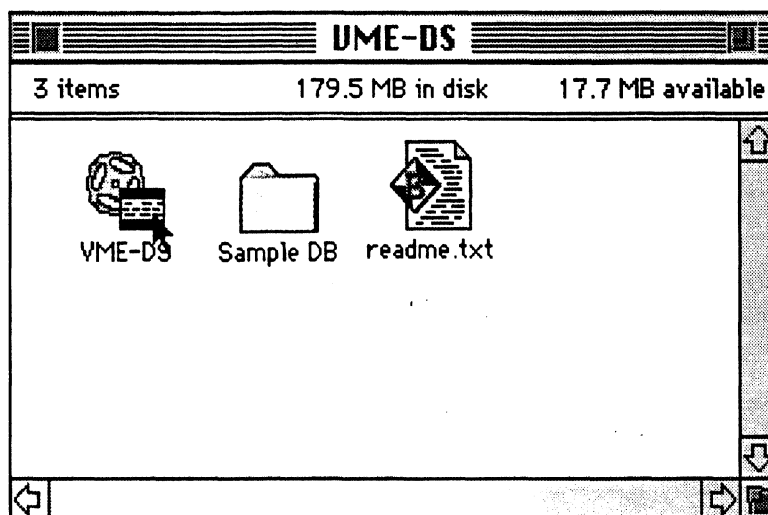 VME-DS
3 items 179.5 MB in disk 17.7 MB available
VME-DS Sample DB readme.txt